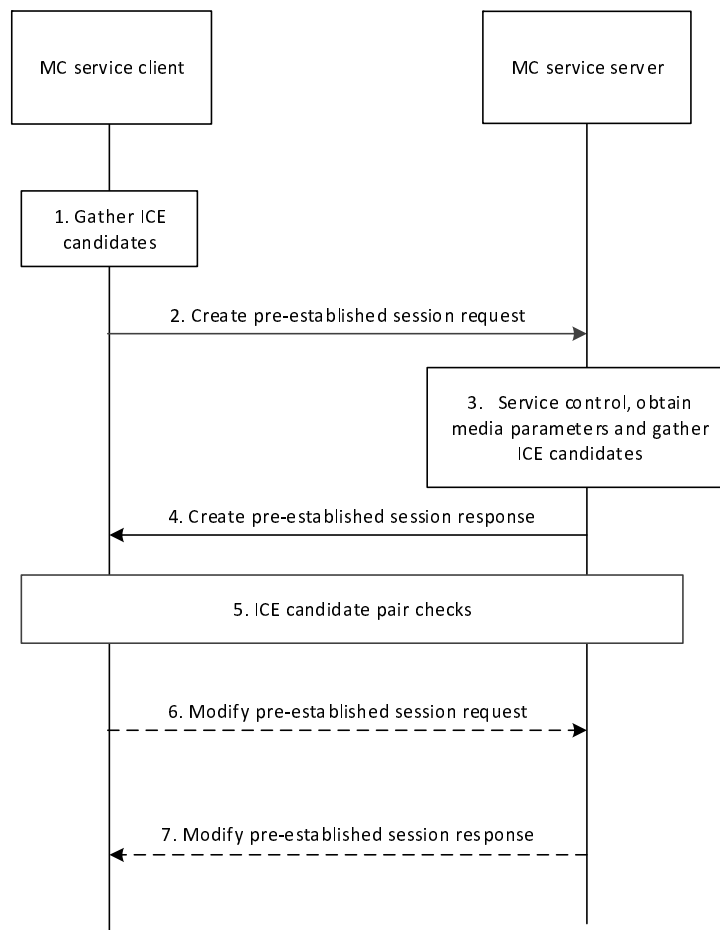 MC service client
MC service server
1. Gather ICE
candidates
2. Create pre-established session request
3. Service control, obtain
media parameters and gather
ICE candidates
4. Create pre-established session response
5. ICE candidate pair checks
6. Modify pre-established session request
7. Modify pre-established session response